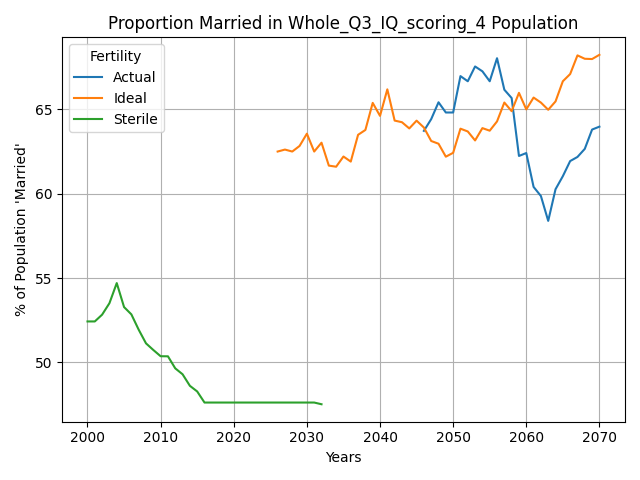 Proportion Married in Whole_Q3_IQ_scoring_4 Population
Fertility
Actual
Ideal
Sterile
% of Population 'Married'
65
60
55
50
2000 2010 2020 2030 2040 2050 2060 2070
Years